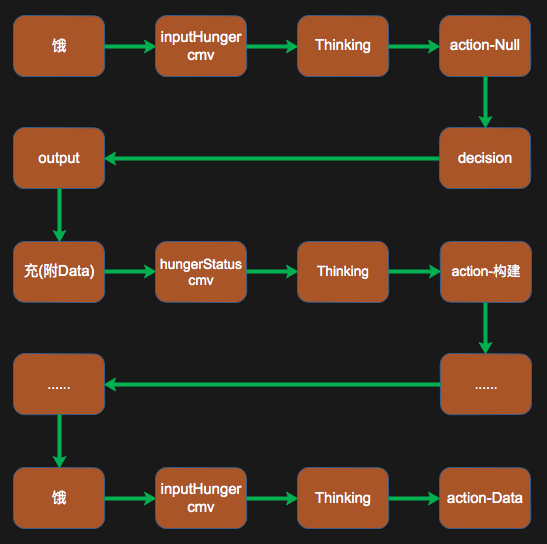 饿
inputHunger
cmv
Thinking
action-Null
output
decision
充(附Data)
hungerStatus
cmv
Thinking
action-构建
......
......
饿
inputHunger
cmv
Thinking
action-Data